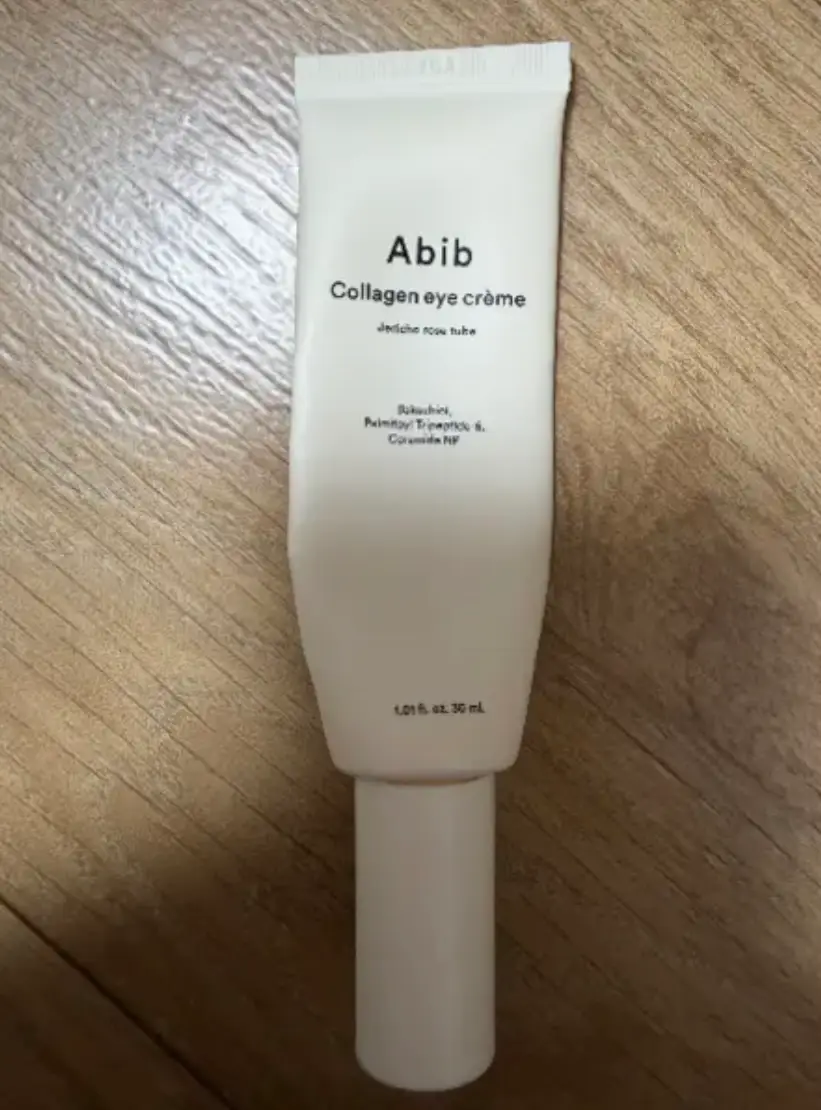 Abib
Collagen eye crème
Jericho rose tube
Bakuchiol,
Palmitoyl Tripeptide-5,
Ceramide NP
1.01 fl. oz. 30 ml